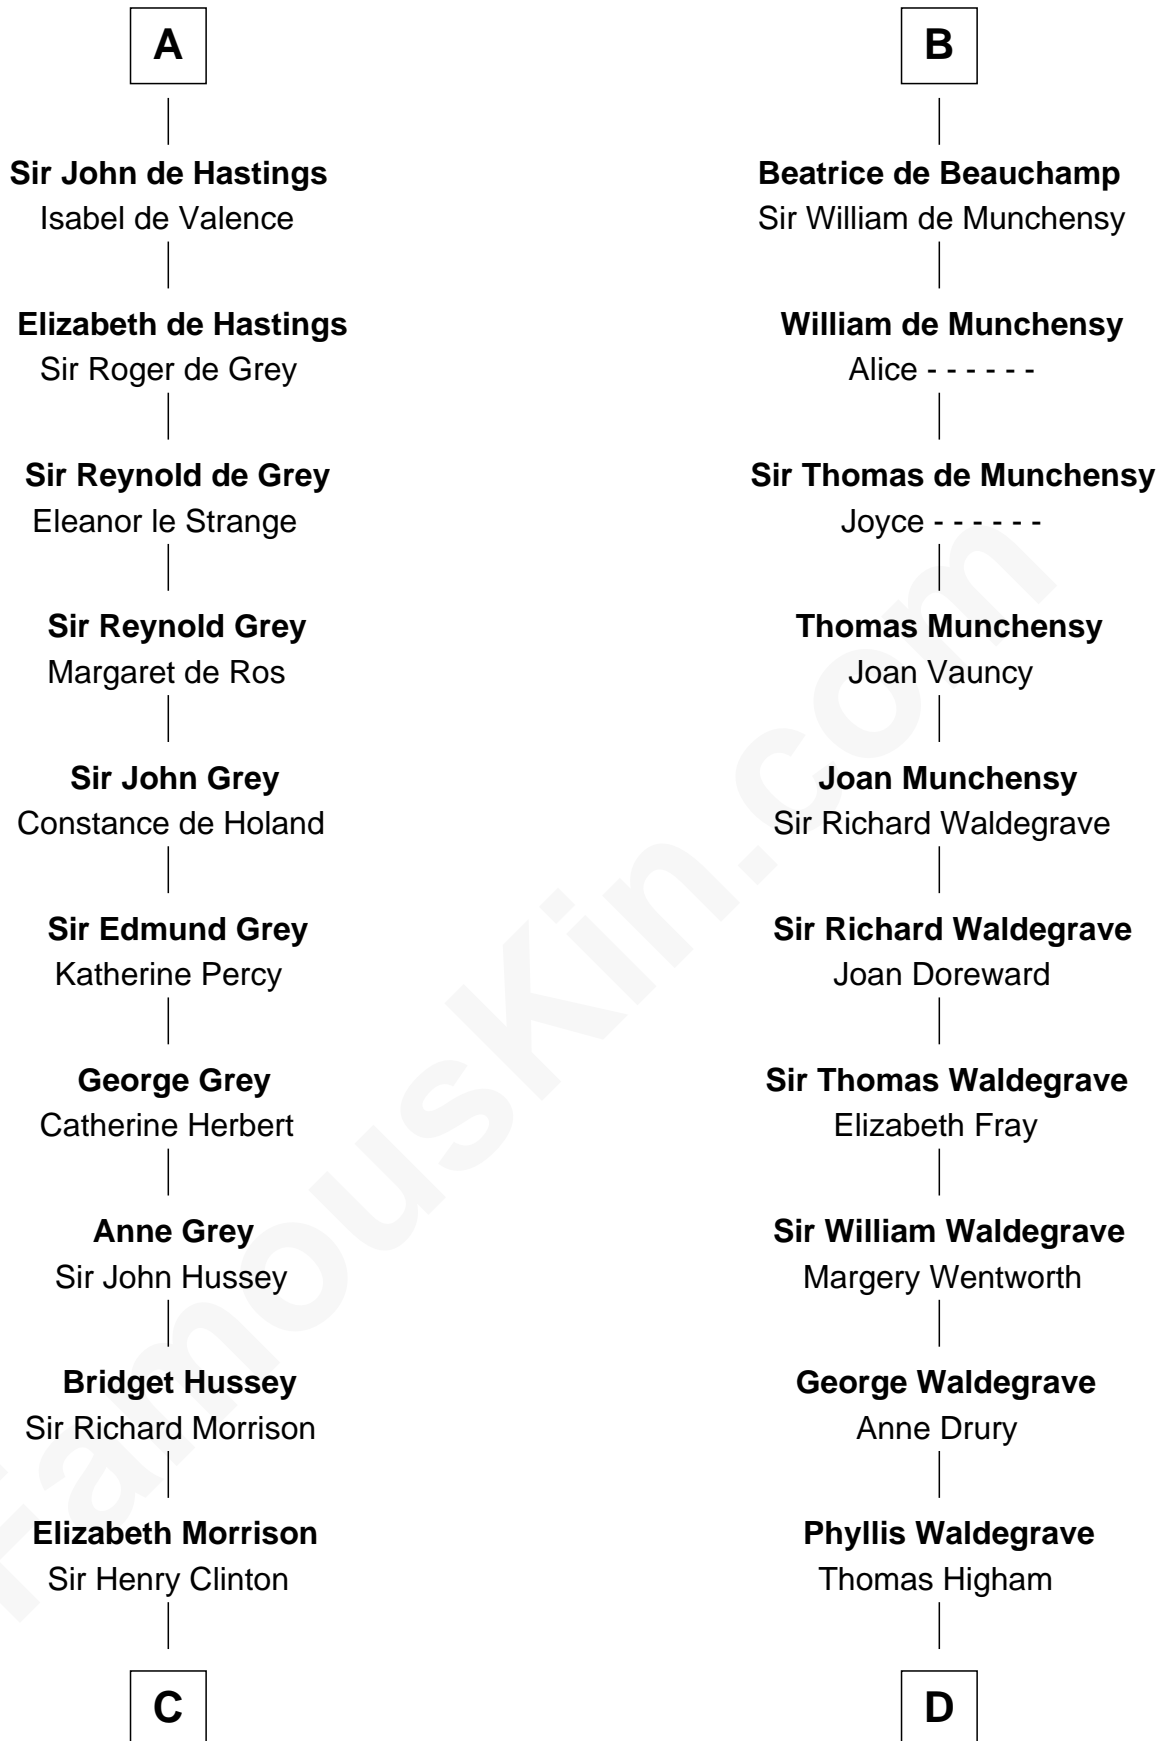 A
Sir John de Hastings
Isabel de Valence
Elizabeth de Hastings
Sir Roger de Grey
Sir Reynold de Grey
Eleanor le Strange
Sir Reynold Grey
Margaret de Ros
Sir John Grey
Constance de Holand
Sir Edmund Grey
Katherine Percy
George Grey
Catherine Herbert
Anne Grey
Sir John Hussey
Bridget Hussey
Sir Richard Morrison
Elizabeth Morrison
Sir Henry Clinton
C
B
Beatrice de Beauchamp
Sir William de Munchensy
William de Munchensy
Alice - - - - - -
Sir Thomas de Munchensy
Joyce - - - - - -
Thomas Munchensy
Joan Vauncy
Joan Munchensy
Sir Richard Waldegrave
Sir Richard Waldegrave
Joan Doreward
Sir Thomas Waldegrave
Elizabeth Fray
Sir William Waldegrave
Margery Wentworth
George Waldegrave
Anne Drury
Phyllis Waldegrave
Thomas Higham
D
FamousKin.com